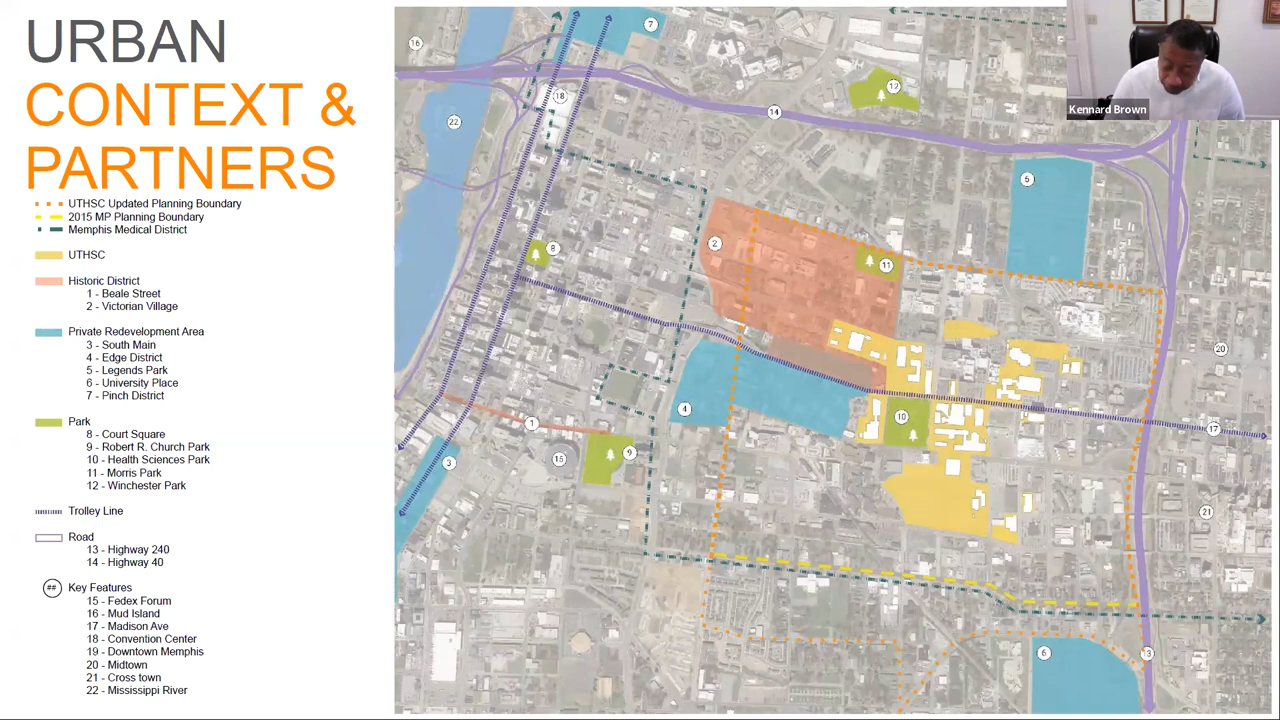 URBAN
CONTEXT &
PARTNERS
UTHSC Updated Planning Boundary
2015 MP Planning Boundary
Memphis Medical District
UTHSC
Historic District
1 - Beale Street
2 - Victorian Village
Private Redevelopment Area
3 - South Main
4 - Edge District
5 - Legends Park
6 - University Place
7 - Pinch District
Park
8 - Court Square
9 - Robert R. Church Park
10 - Health Sciences Park
11 - Morris Park
12 - Winchester Park
Trolley Line
Road
13 - Highway 240
14 - Highway 40
## Key Features
15 - Fedex Forum
16 - Mud Island
17 - Madison Ave
18 - Convention Center
19 - Downtown Memphis
20 - Midtown
21 - Cross town
22 - Mississippi River
7
16
12
18
14
22
5
2
8
11
20
4
10
1
17
9
3
15
21
6
13
Kennard Brown